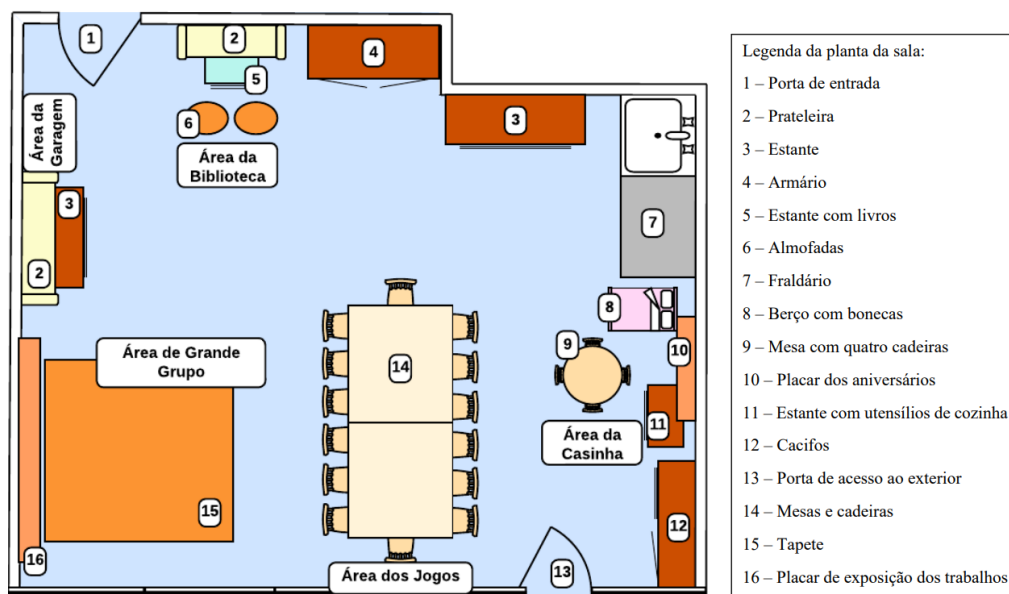 1
2
4
5
6
3
Área da
Garagem
Área da
Biblioteca
3
2
7
8
9
10
14
Área de Grande
Grupo
11
Área da
Casinha
15
12
16
Área dos Jogos
13
Legenda da planta da sala:
1 – Porta de entrada
2 – Prateleira
3 – Estante
4 – Armário
5 – Estante com livros
6 – Almofadas
7 – Fraldário
8 – Berço com bonecas
9 – Mesa com quatro cadeiras
10 – Placar dos aniversários
11 – Estante com utensílios de cozinha
12 – Cacifos
13 – Porta de acesso ao exterior
14 – Mesas e cadeiras
15 – Tapete
16 – Placar de exposição dos trabalhos